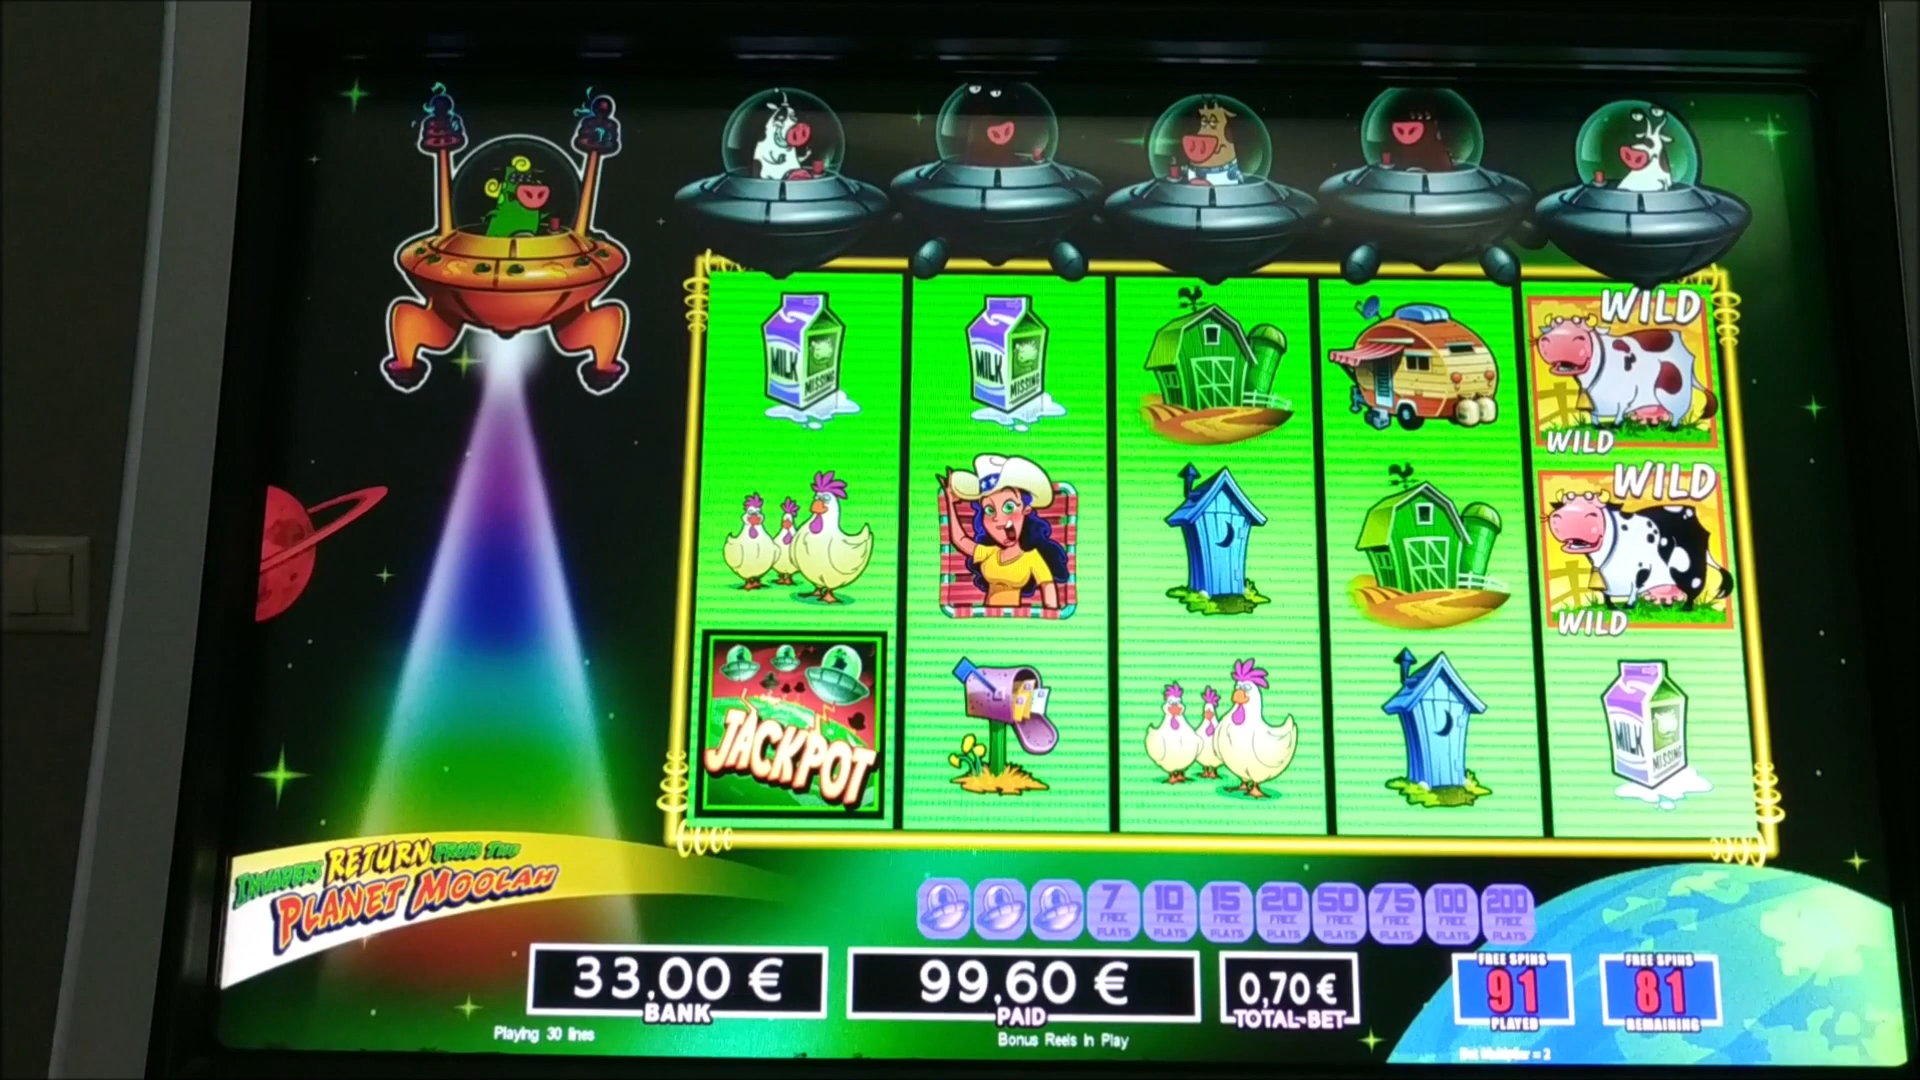 WILD
WILD
MILK
MISSING
MILK
MISSING
WILD
WILD
JACKPOT
MILK
MISSING
INVADERS RETURN FROM THE
PLANET MOOLAH
7 FREE PLAYS
10 FREE PLAYS
15 FREE PLAYS
20 FREE PLAYS
50 FREE PLAYS
75 FREE PLAYS
100 FREE PLAYS
200 FREE PLAYS
33,00 €
BANK
99,60 €
PAID
0,70 €
TOTAL-BET
FREE SPINS
91
PLAYED
FREE SPINS
81
REMAINING
Playing 30 lines
Bonus Reels In Play
Bet Multiplier = 2